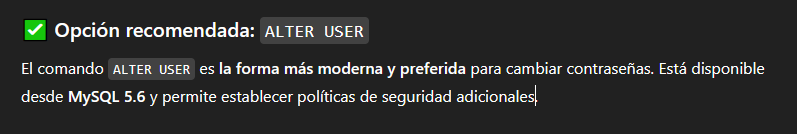 ✅ Opción recomendada: ALTER USER
El comando ALTER USER es la forma más moderna y preferida para cambiar contraseñas. Está disponible
desde MySQL 5.6 y permite establecer políticas de seguridad adicionales.